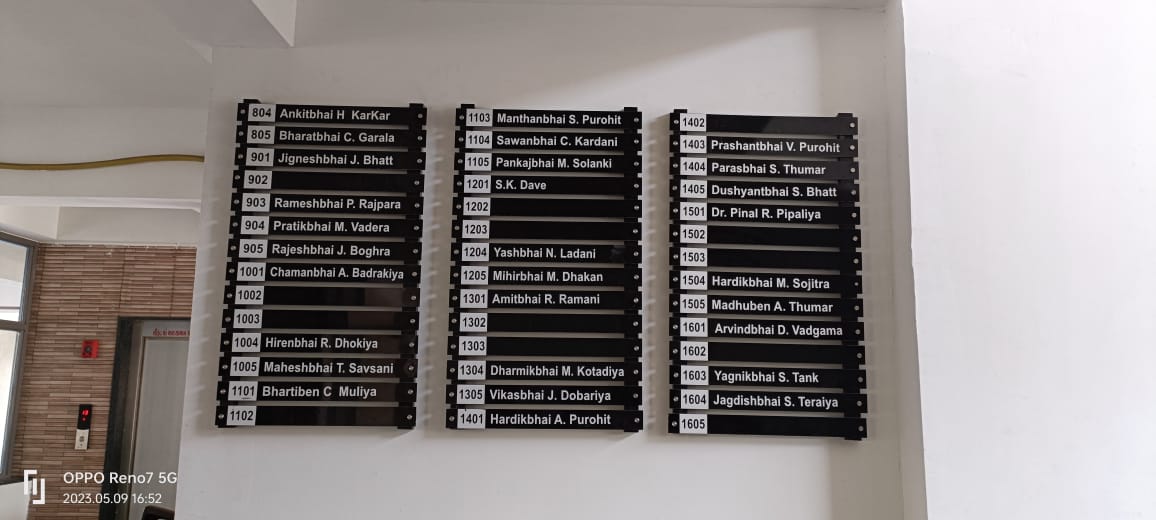 804 Ankitbhai H KarKar
805 Bharatbhai C. Garala
901 Jigneshbhai J. Bhatt
902
903 Rameshbhai P. Rajpara
904 Pratikbhai M. Vadera
905 Rajeshbhai J. Boghra
1001 Chamanbhai A. Badrakiya
1002
1003
1004 Hirenbhai R. Dhokiya
1005 Maheshbhai T. Savsani
1101 Bhartiben C Muliya
1102
1103 Manthanbhai S. Purohit
1104 Sawanbhai C. Kardani
1105 Pankajbhai M. Solanki
1201 S.K. Dave
1202
1203
1204 Yashbhai N. Ladani
1205 Mihirbhai M. Dhakan
1301 Amitbhai R. Ramani
1302
1303
1304 Dharmikbhai M. Kotadiya
1305 Vikasbhai J. Dobariya
1401 Hardikbhai A. Purohit
1402
1403 Prashantbhai V. Purohit
1404 Parasbhai S. Thumar
1405 Dushyantbhai S. Bhatt
1501 Dr. Pinal R. Pipaliya
1502
1503
1504 Hardikbhai M. Sojitra
1505 Madhuben A. Thumar
1601 Arvindbhai D. Vadgama
1602
1603 Yagnikbhai S. Tank
1604 Jagdishbhai S. Teraiya
1605
OPPO Reno7 5G
2023.05.09 16:52